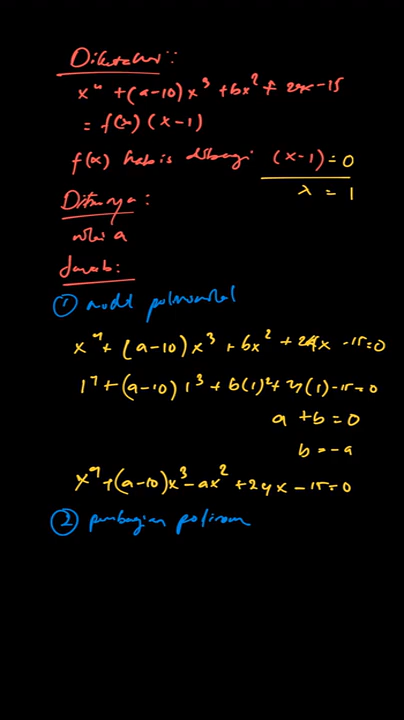 Diketahui:
x⁴ + (a-10)x³ + bx² + 24x - 15
= f(x) (x-1)
f(x) habis dibagi (x-1) = 0
x = 1
Ditanya:
nilai a
Jawab:
① model polinomial
x⁴ + (a-10)x³ + bx² + 24x - 15 = 0
1⁴ + (a-10) 1³ + b(1)² + 24(1) - 15 = 0
a + b = 0
b = -a
x⁴ + (a-10)x³ - ax² + 24x - 15 = 0
② pembagian polinom